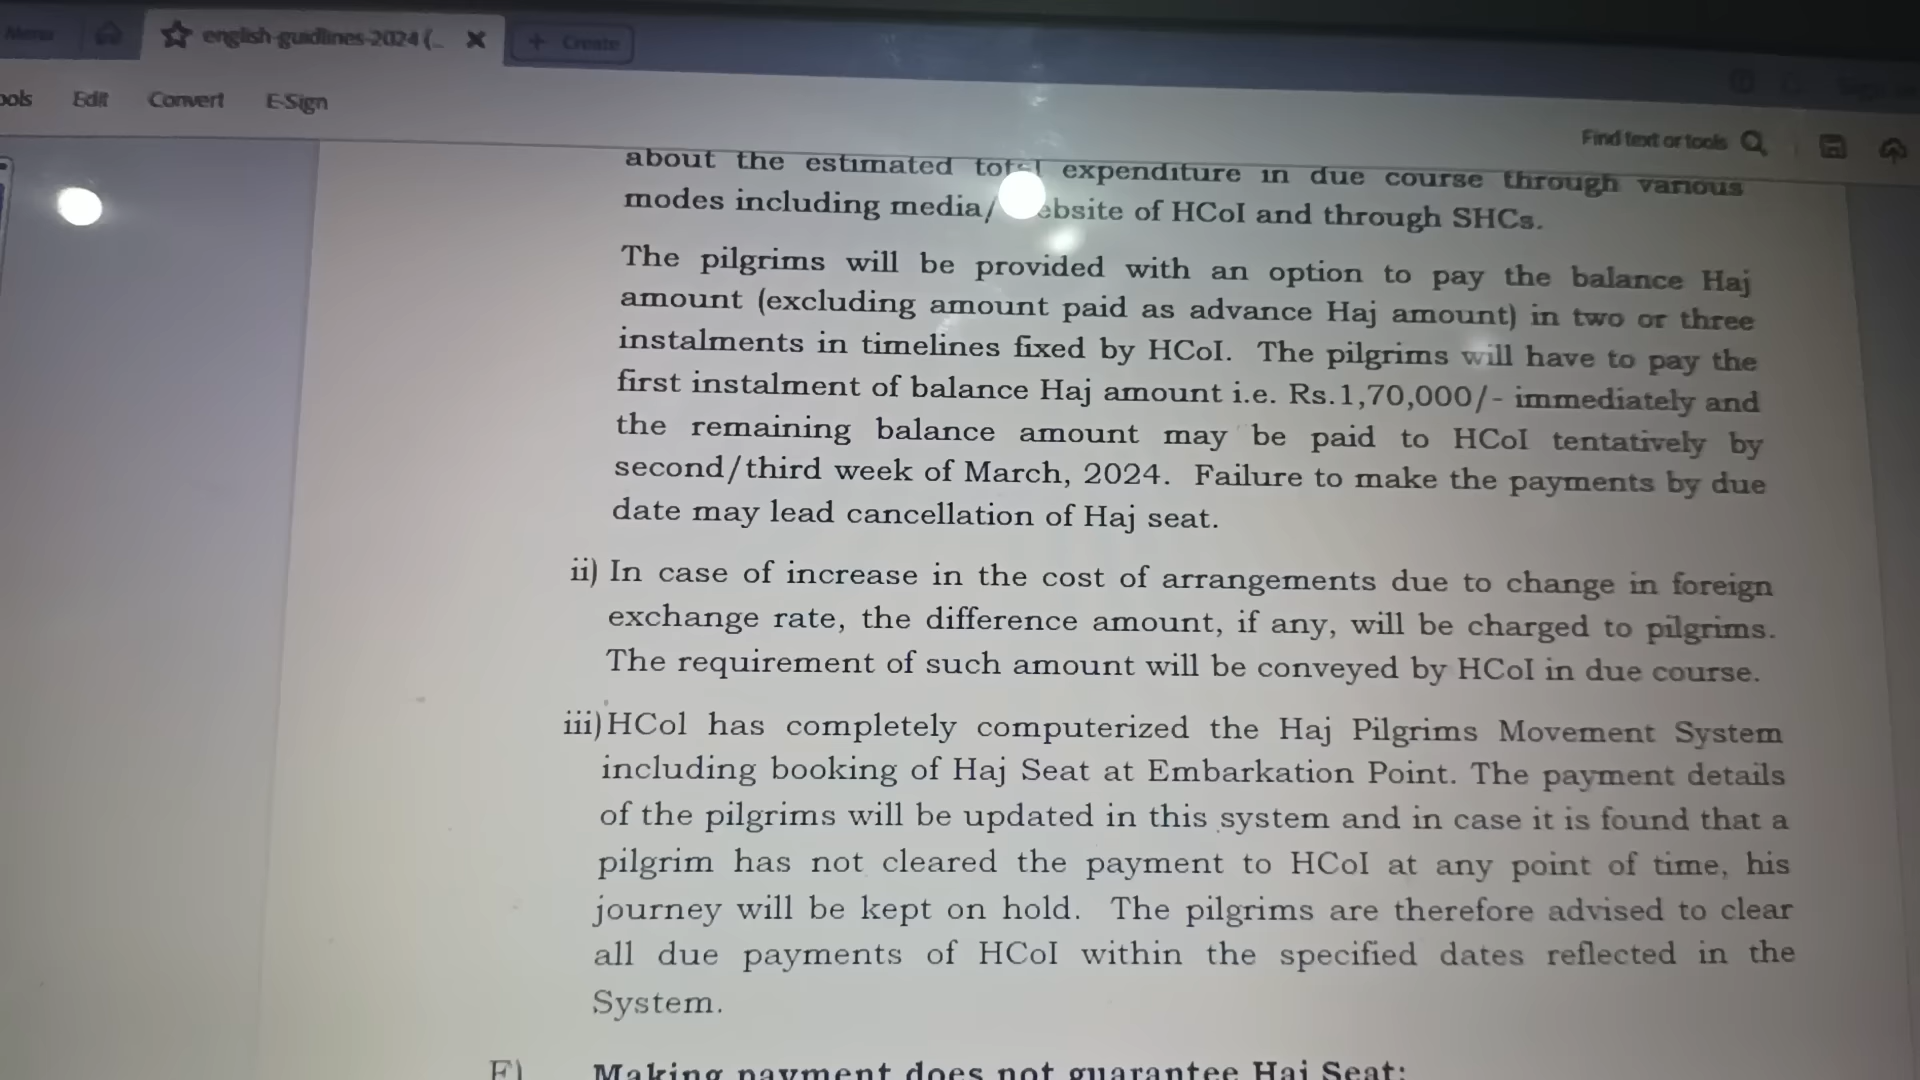 Menu
english-guidlines-2024 (...
+ Create
ools Edit Convert E-Sign
Find text or tools
about the estimated total expenditure in due course through various
modes including media/ ebsite of HCoI and through SHCs.
The pilgrims will be provided with an option to pay the balance Haj
amount (excluding amount paid as advance Haj amount) in two or three
instalments in timelines fixed by HCoI. The pilgrims will have to pay the
first instalment of balance Haj amount i.e. Rs.1,70,000/- immediately and
the remaining balance amount may be paid to HCoI tentatively by
second/third week of March, 2024. Failure to make the payments by due
date may lead cancellation of Haj seat.
ii) In case of increase in the cost of arrangements due to change in foreign
exchange rate, the difference amount, if any, will be charged to pilgrims.
The requirement of such amount will be conveyed by HCoI in due course.
iii) HCol has completely computerized the Haj Pilgrims Movement System
including booking of Haj Seat at Embarkation Point. The payment details
of the pilgrims will be updated in this system and in case it is found that a
pilgrim has not cleared the payment to HCoI at any point of time, his
journey will be kept on hold. The pilgrims are therefore advised to clear
all due payments of HCoI within the specified dates reflected in the
System.
Making payment does not guarantee Haj Seat: